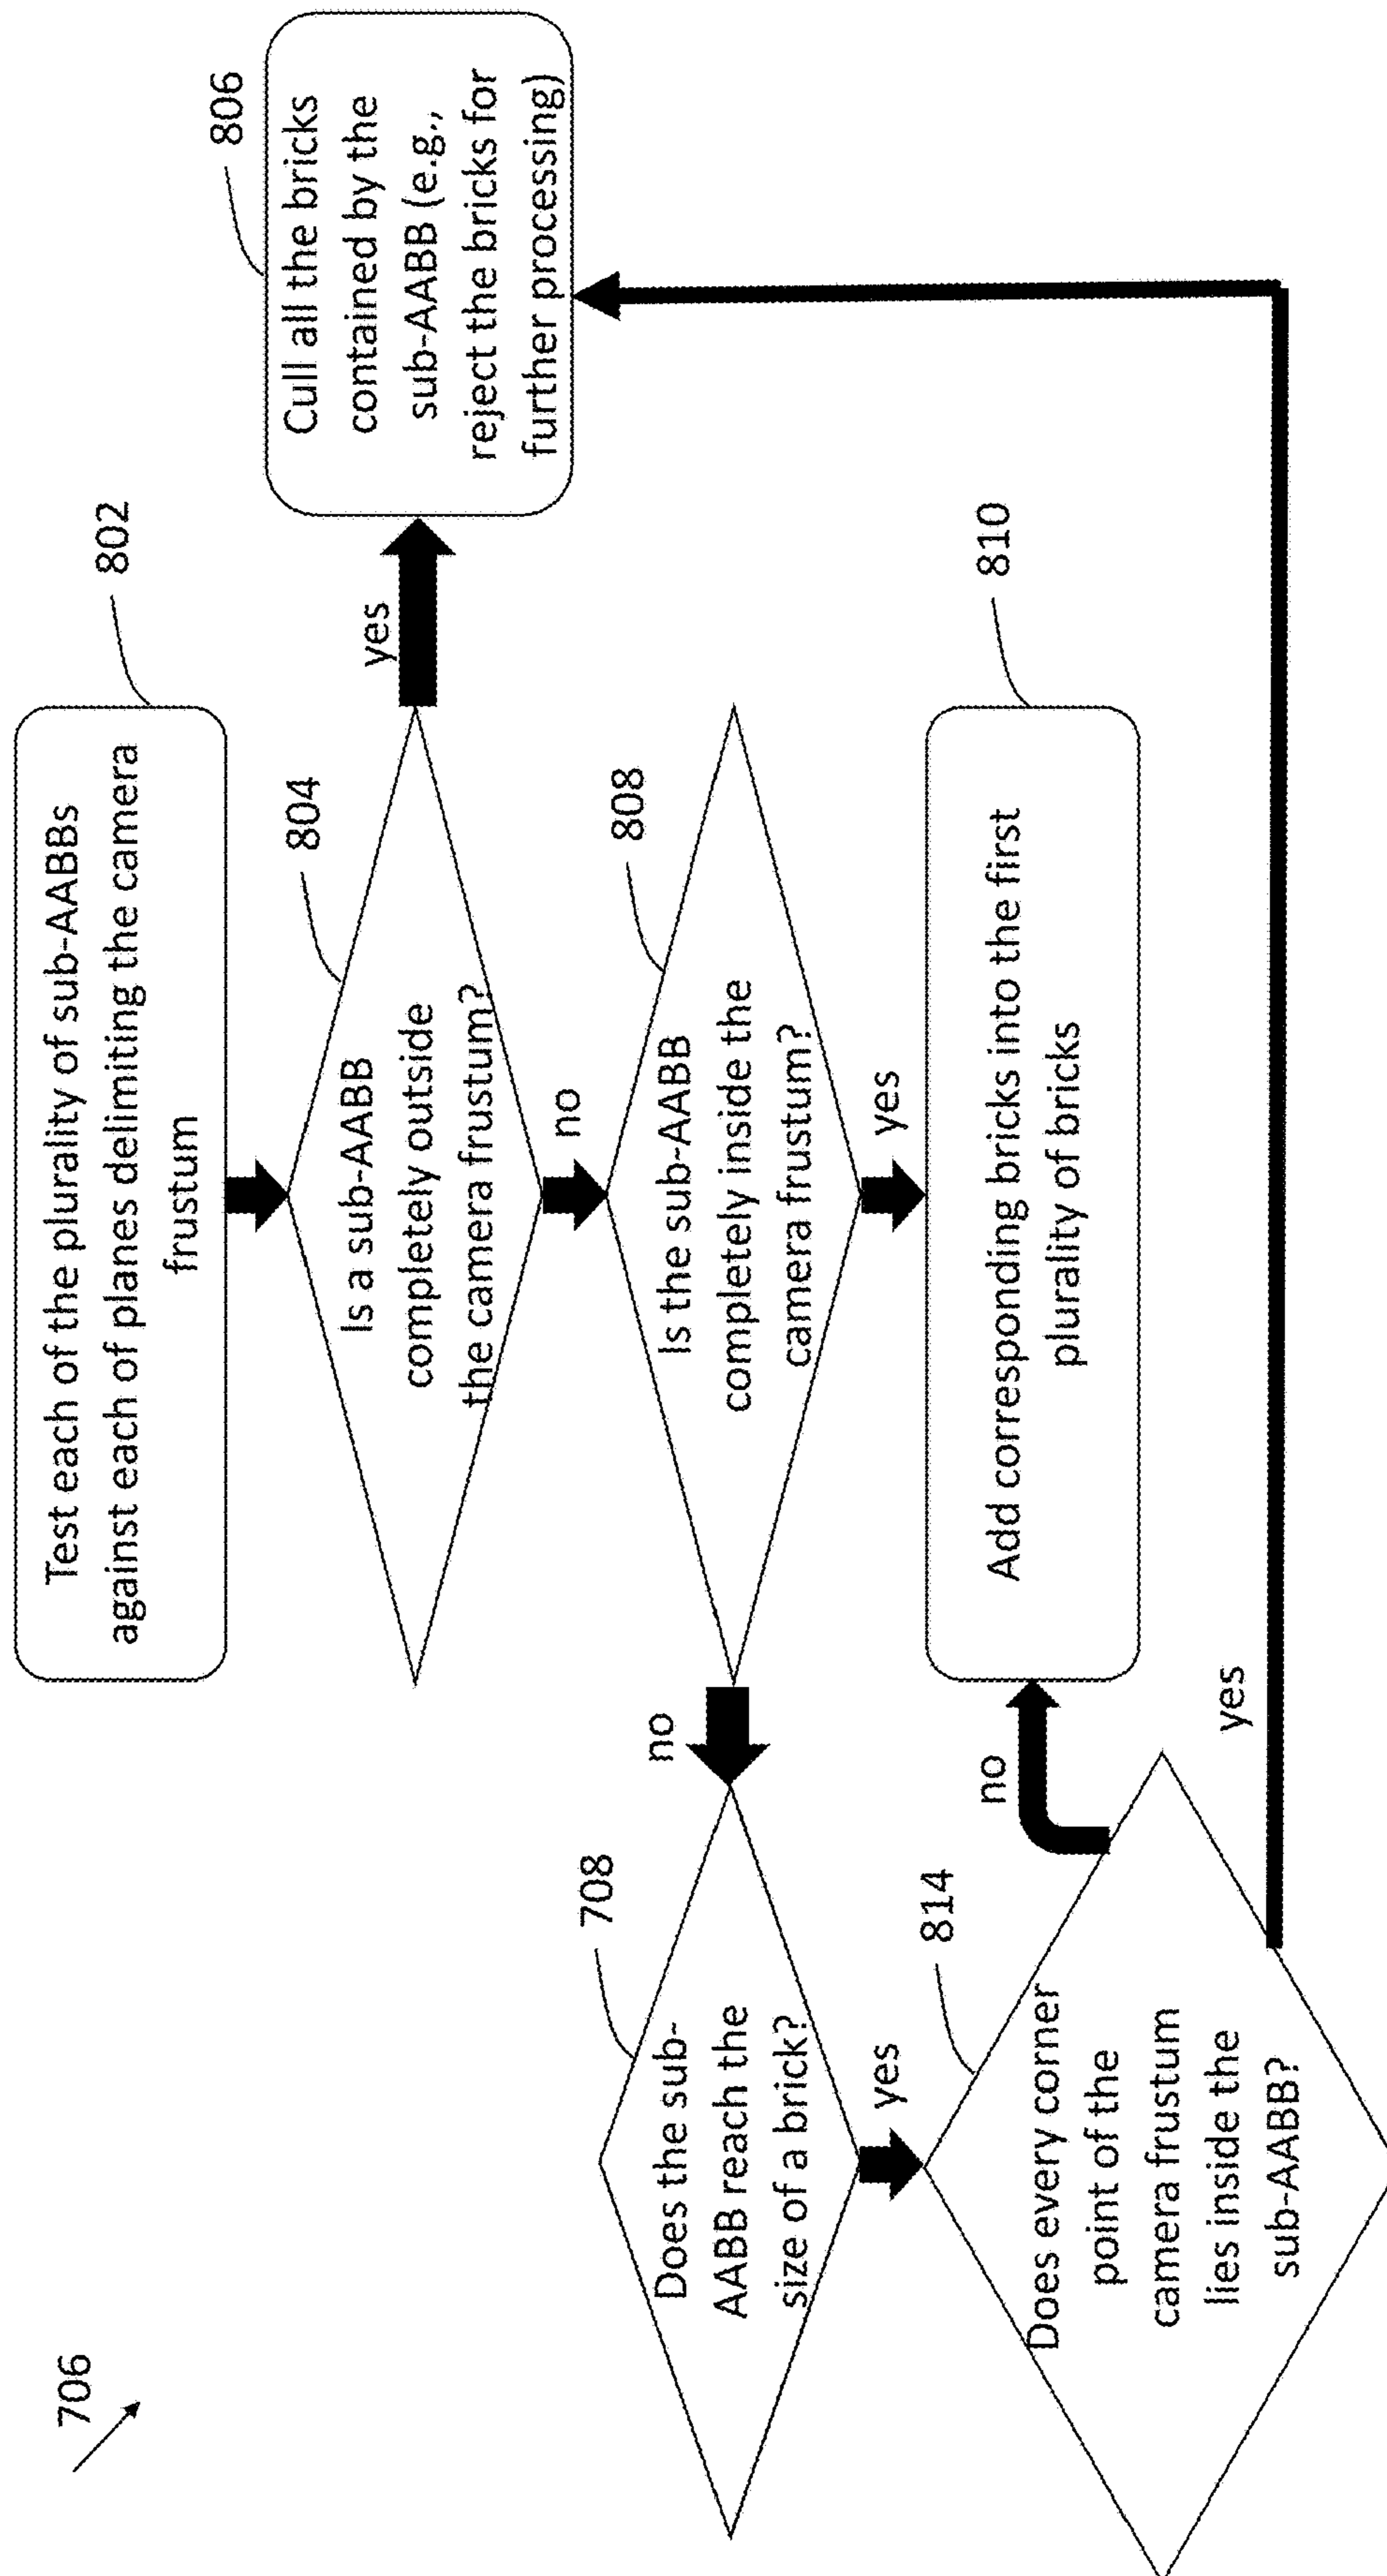 706
802
Test each of the plurality of sub-AABBs
against each of planes delimiting the camera
frustum
804
Is a sub-AABB
completely outside
the camera frustum?
yes
806
Cull all the bricks
contained by the
sub-AABB (e.g.,
reject the bricks for
further processing)
no
808
Is the sub-AABB
completely inside the
camera frustum?
no
708
Does the sub-
AABB reach the
size of a brick?
yes
yes
810
Add corresponding bricks into the first
plurality of bricks
814
Does every corner
point of the
camera frustum
lies inside the
sub-AABB?
no
yes